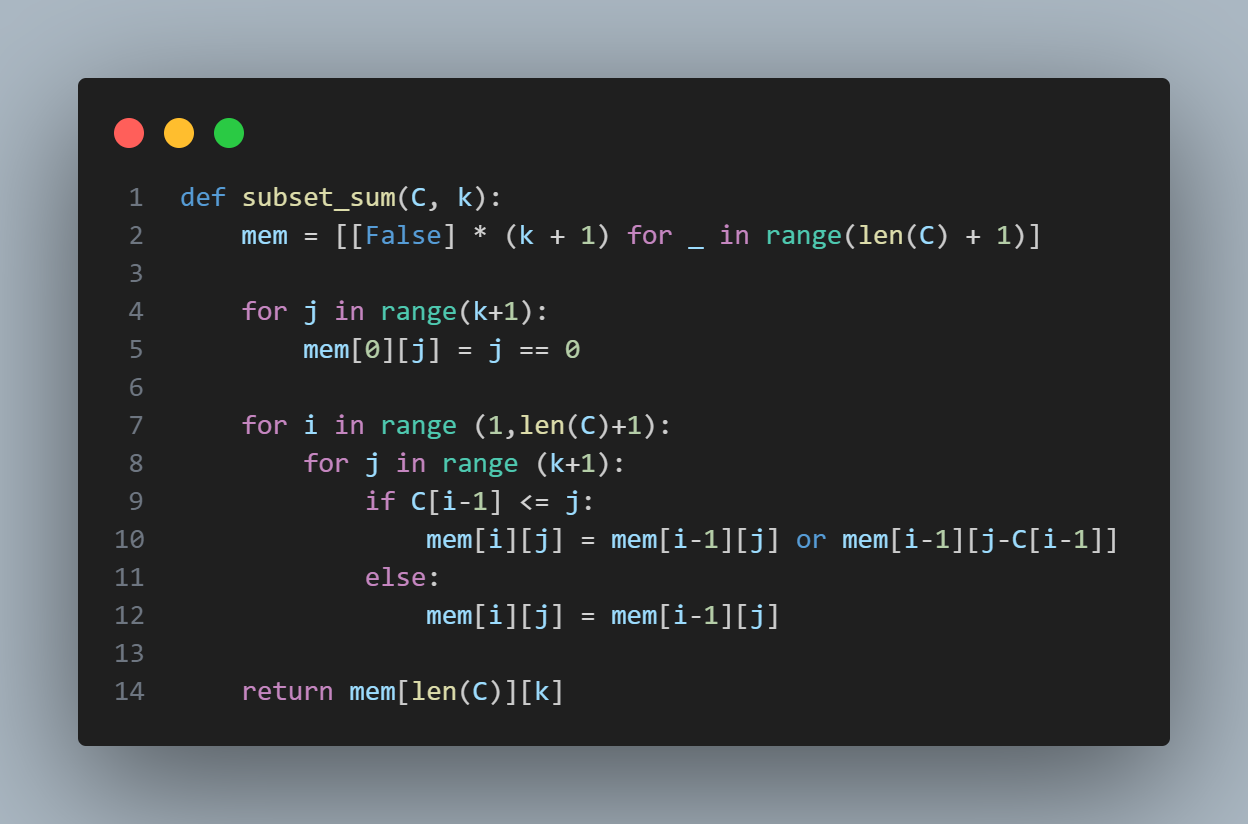 1 def subset_sum(C, k):
2     mem = [[False] * (k + 1) for _ in range(len(C) + 1)]
3
4     for j in range(k+1):
5         mem[0][j] = j == 0
6
7     for i in range (1,len(C)+1):
8         for j in range (k+1):
9             if C[i-1] <= j:
10                 mem[i][j] = mem[i-1][j] or mem[i-1][j-C[i-1]]
11             else:
12                 mem[i][j] = mem[i-1][j]
13
14     return mem[len(C)][k]